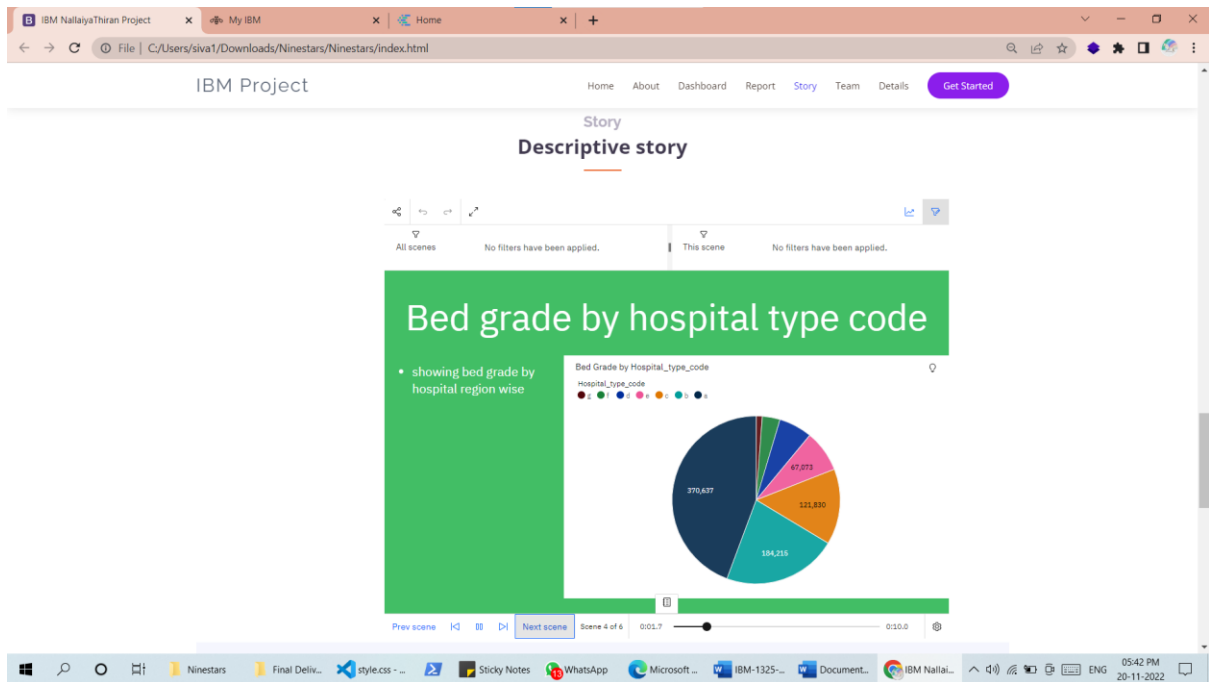 IBM NallaiyaThiran Project
My IBM
Home
File | C:/Users/siva1/Downloads/Ninestars/Ninestars/index.html
IBM Project
Home About Dashboard Report Story Team Details Get Started
Story
Descriptive story
All scenes No filters have been applied. This scene No filters have been applied.
Bed grade by hospital type code
• showing bed grade by
hospital region wise
Bed Grade by Hospital_type_code
Hospital_type_code
g f d e c b a
67,073
370,637
121,830
184,215
Prev scene Next scene Scene 4 of 6 0:01.7 0:10.0
Ninestars Final Deliv... style.css - ... Sticky Notes WhatsApp Microsoft ... IBM-1325-... Document... IBM Nallai... ENG 05:42 PM
20-11-2022